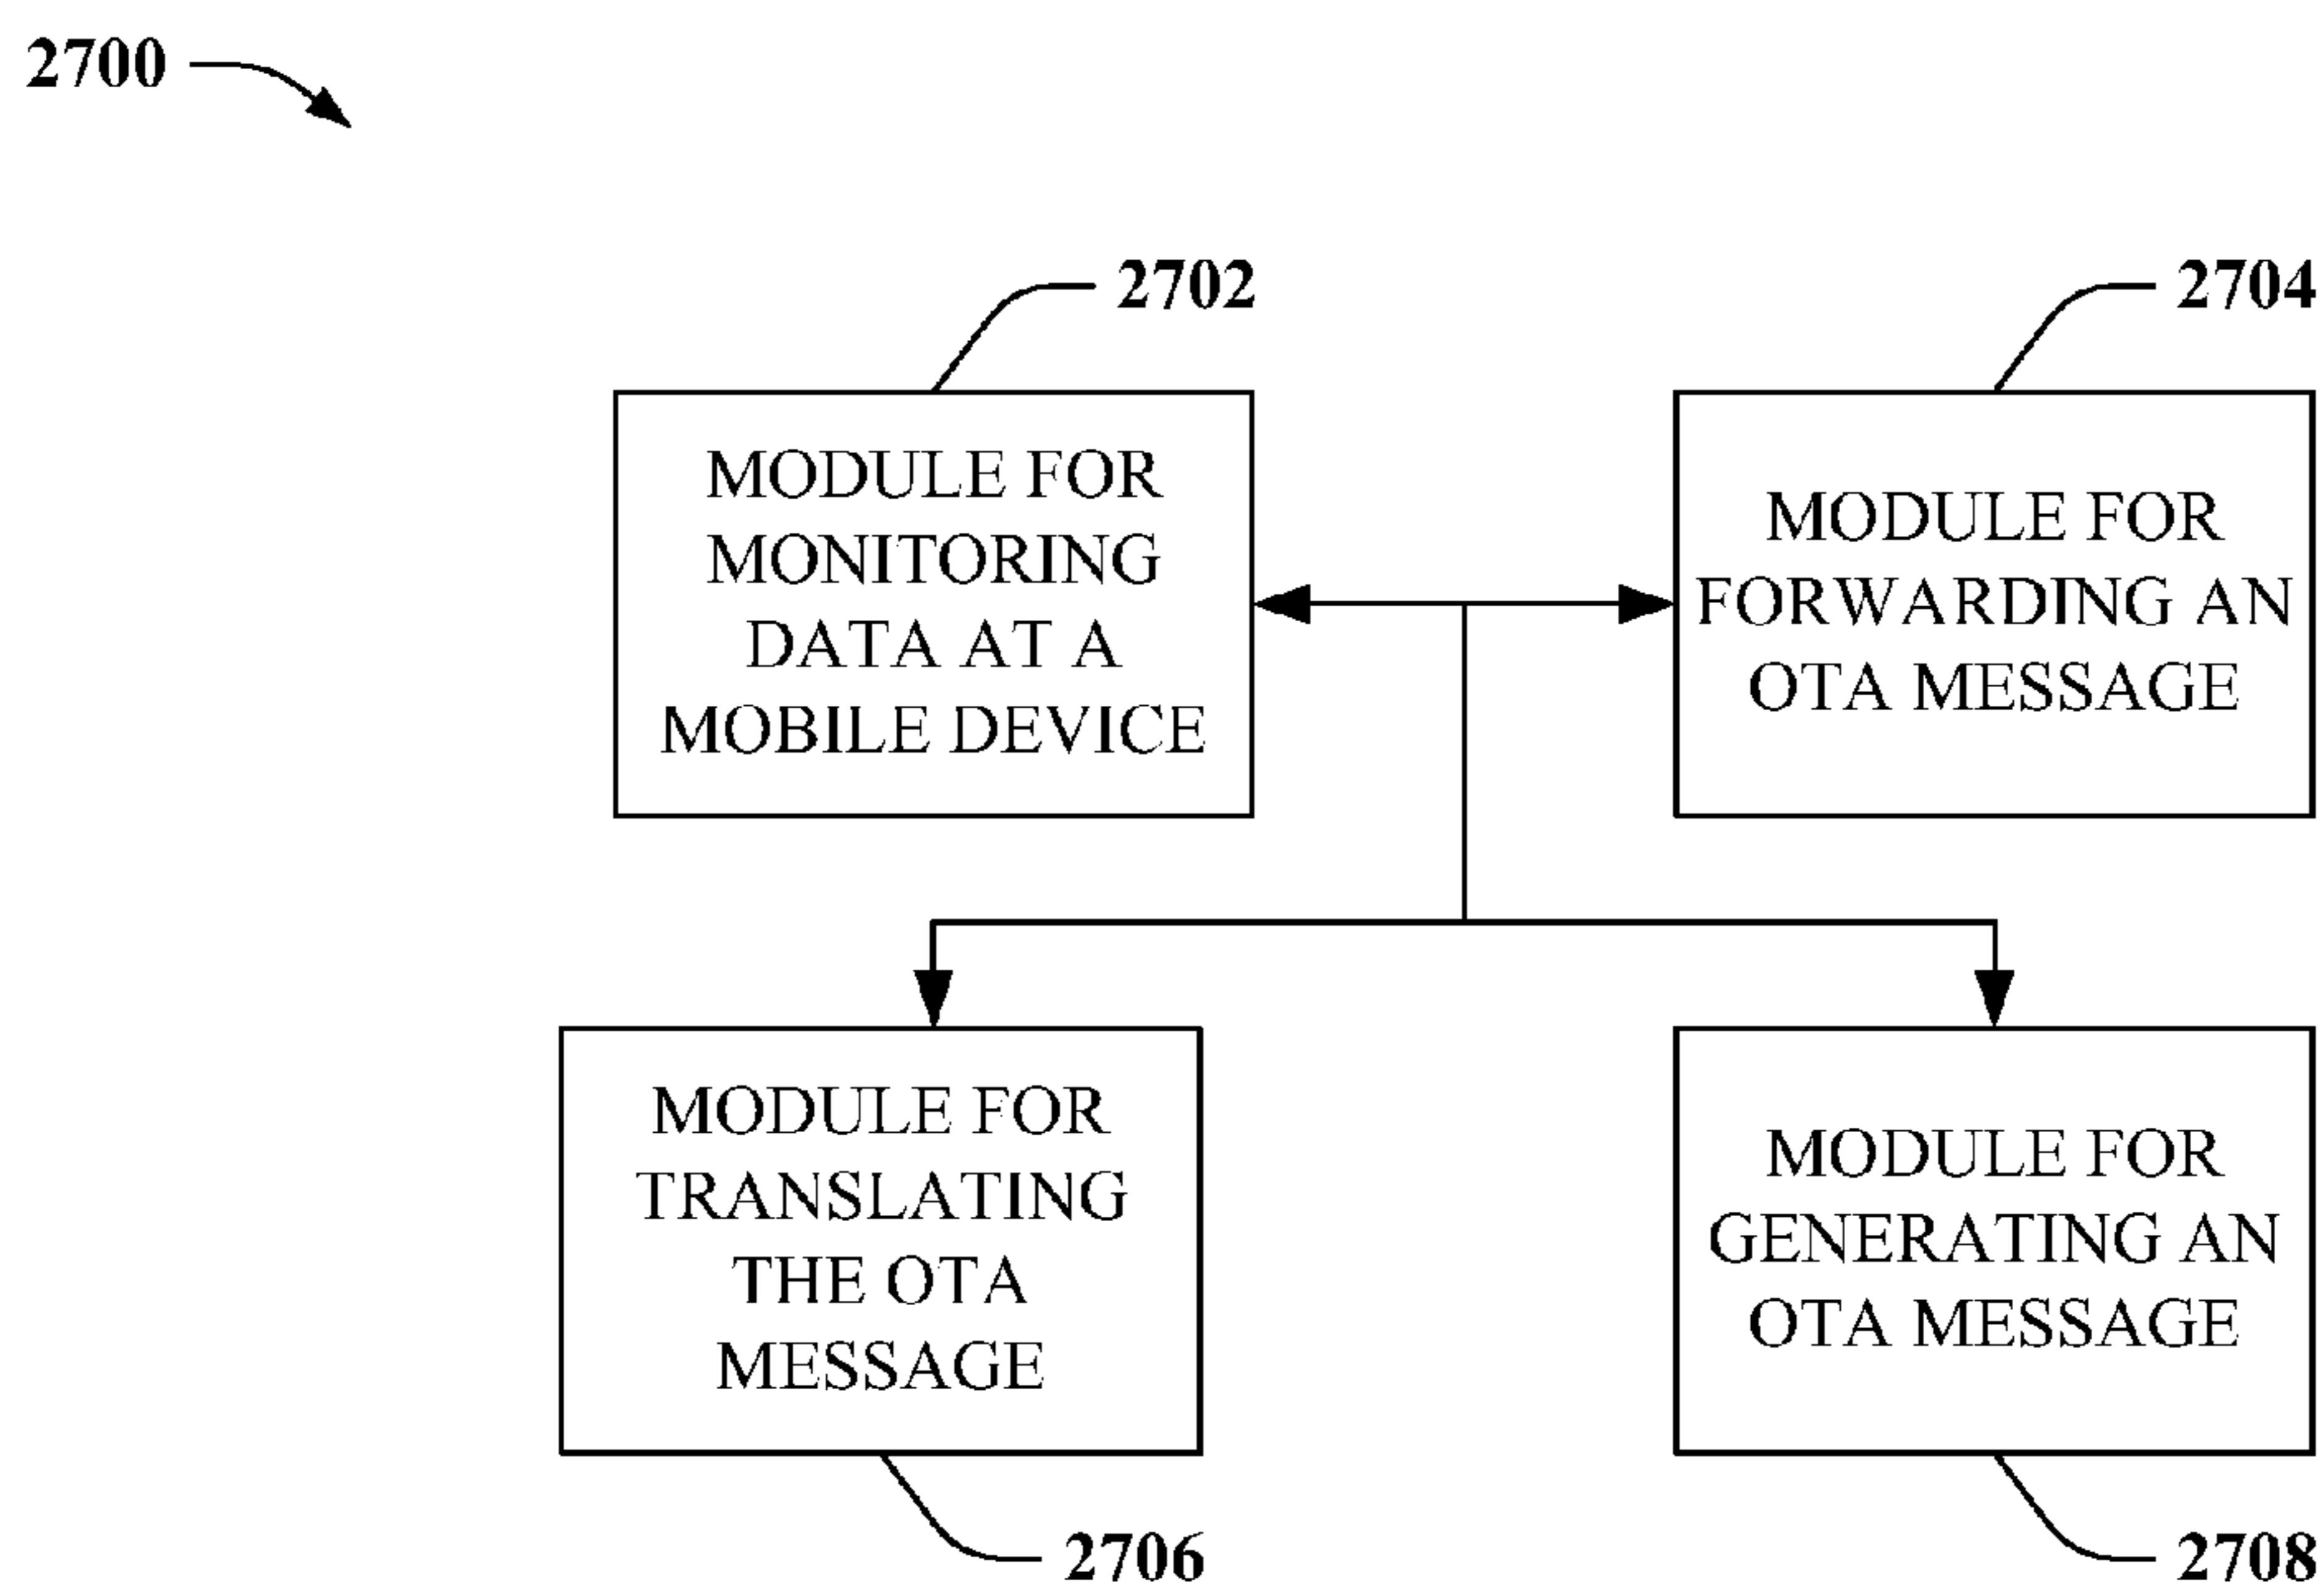 2700
2702
2704
MODULE FOR
MONITORING
DATA AT A
MOBILE DEVICE
MODULE FOR
FORWARDING AN
OTA MESSAGE
MODULE FOR
TRANSLATING
THE OTA
MESSAGE
MODULE FOR
GENERATING AN
OTA MESSAGE
2706
2708